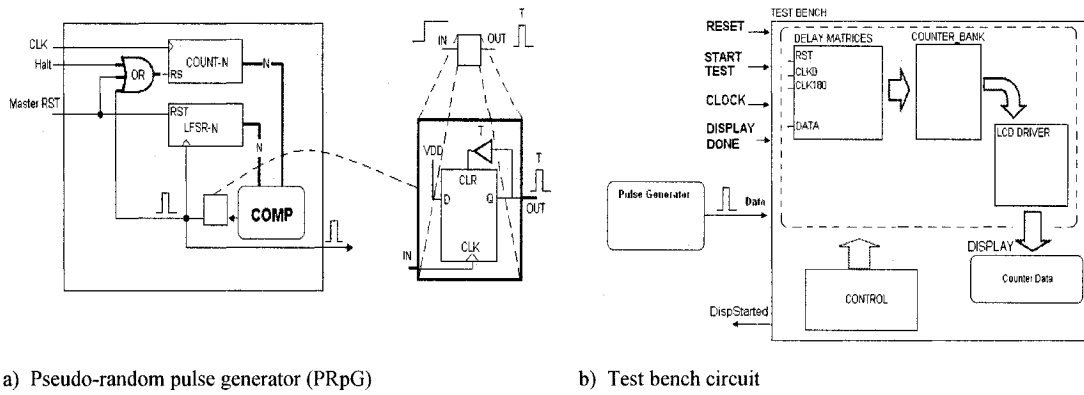 CLK
Halt
OR
RS
COUNT-N
N
Master RST
RST
LFSR-N
N
COMP
IN
OUT
T
T
VDD
CLR
D
Q
T
OUT
CLK
IN
a) Pseudo-random pulse generator (PRpG)
TEST BENCH
RESET
START
TEST
CLOCK
DISPLAY
DONE
DELAY MATRICES
RST
CLK0
CLK180
DATA
COUNTER_BANK
LCD DRIVER
Pulse Generator
Data
DISPLAY
Counter Data
CONTROL
DispStarted
b) Test bench circuit